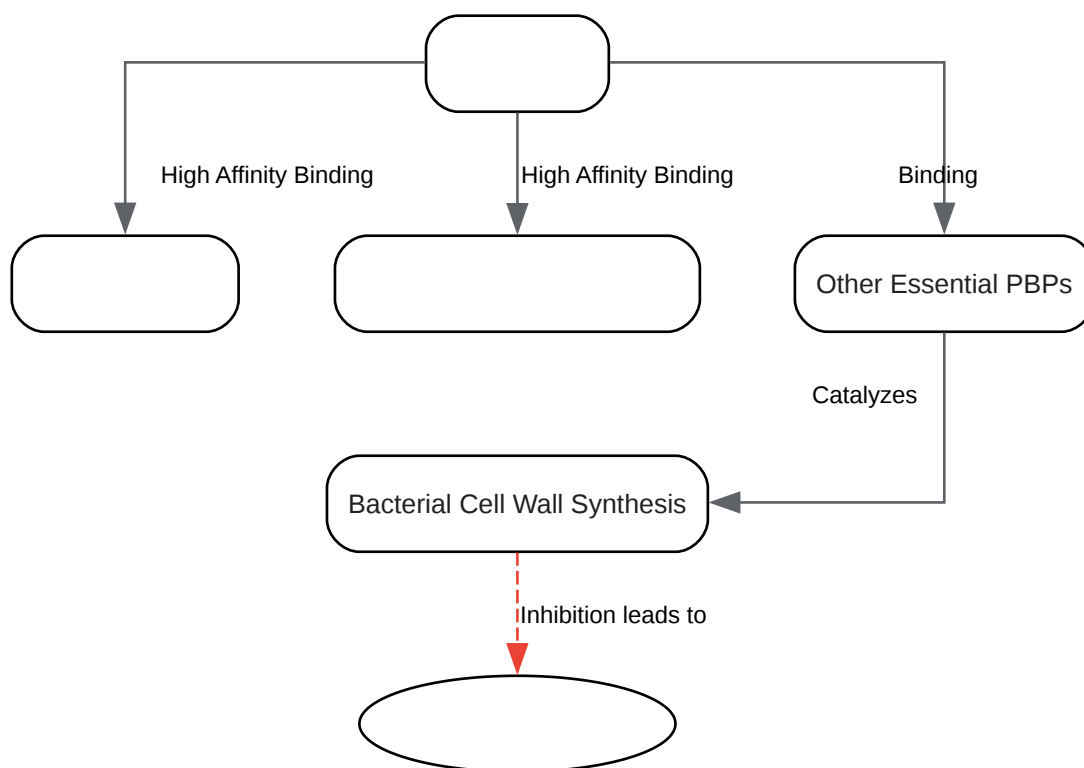 High Affinity Binding
High Affinity Binding
Binding
Other Essential PBPs
Catalyzes
Bacterial Cell Wall Synthesis
Inhibition leads to